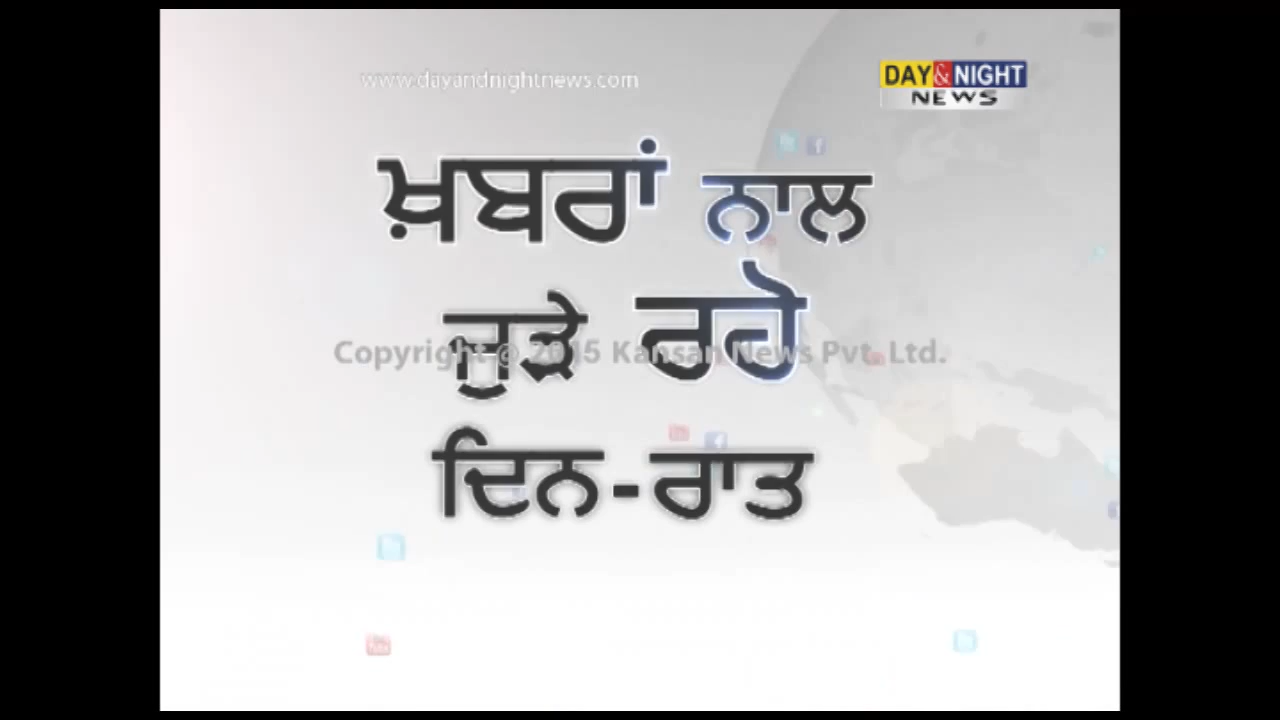 www.dayandnightnews.com
DAY&NIGHT
NEWS
ਖ਼ਬਰਾਂ ਨਾਲ
ਜੁੜੇ ਰਹੋ
Copyright @ 2015 Kansan News Pvt. Ltd.
ਦਿਨ-ਰਾਤ